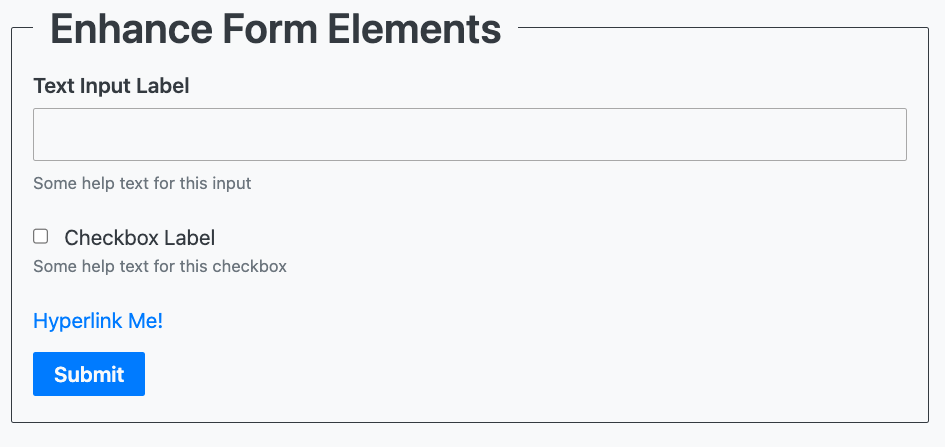 Enhance Form Elements
Text Input Label
Some help text for this input
Checkbox Label
Some help text for this checkbox
Hyperlink Me!
Submit